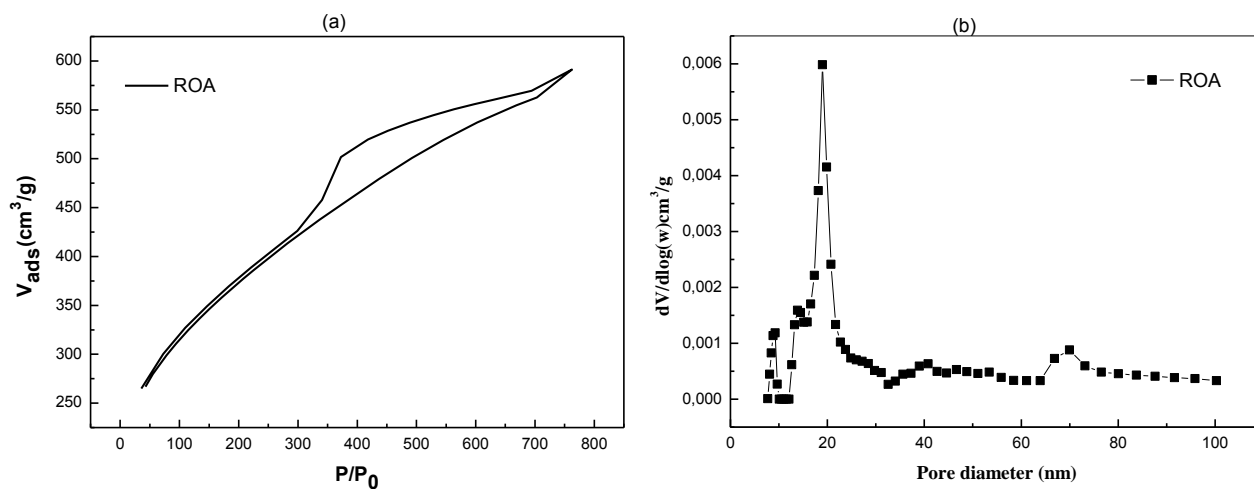 (a)
ROA
V_ads(cm³/g)
600
550
500
450
400
350
300
250
0 100 200 300 400 500 600 700 800
P/P₀
(b)
ROA
dV/dlog(w)cm³/g
0,006
0,005
0,004
0,003
0,002
0,001
0,000
0 20 40 60 80 100
Pore diameter (nm)